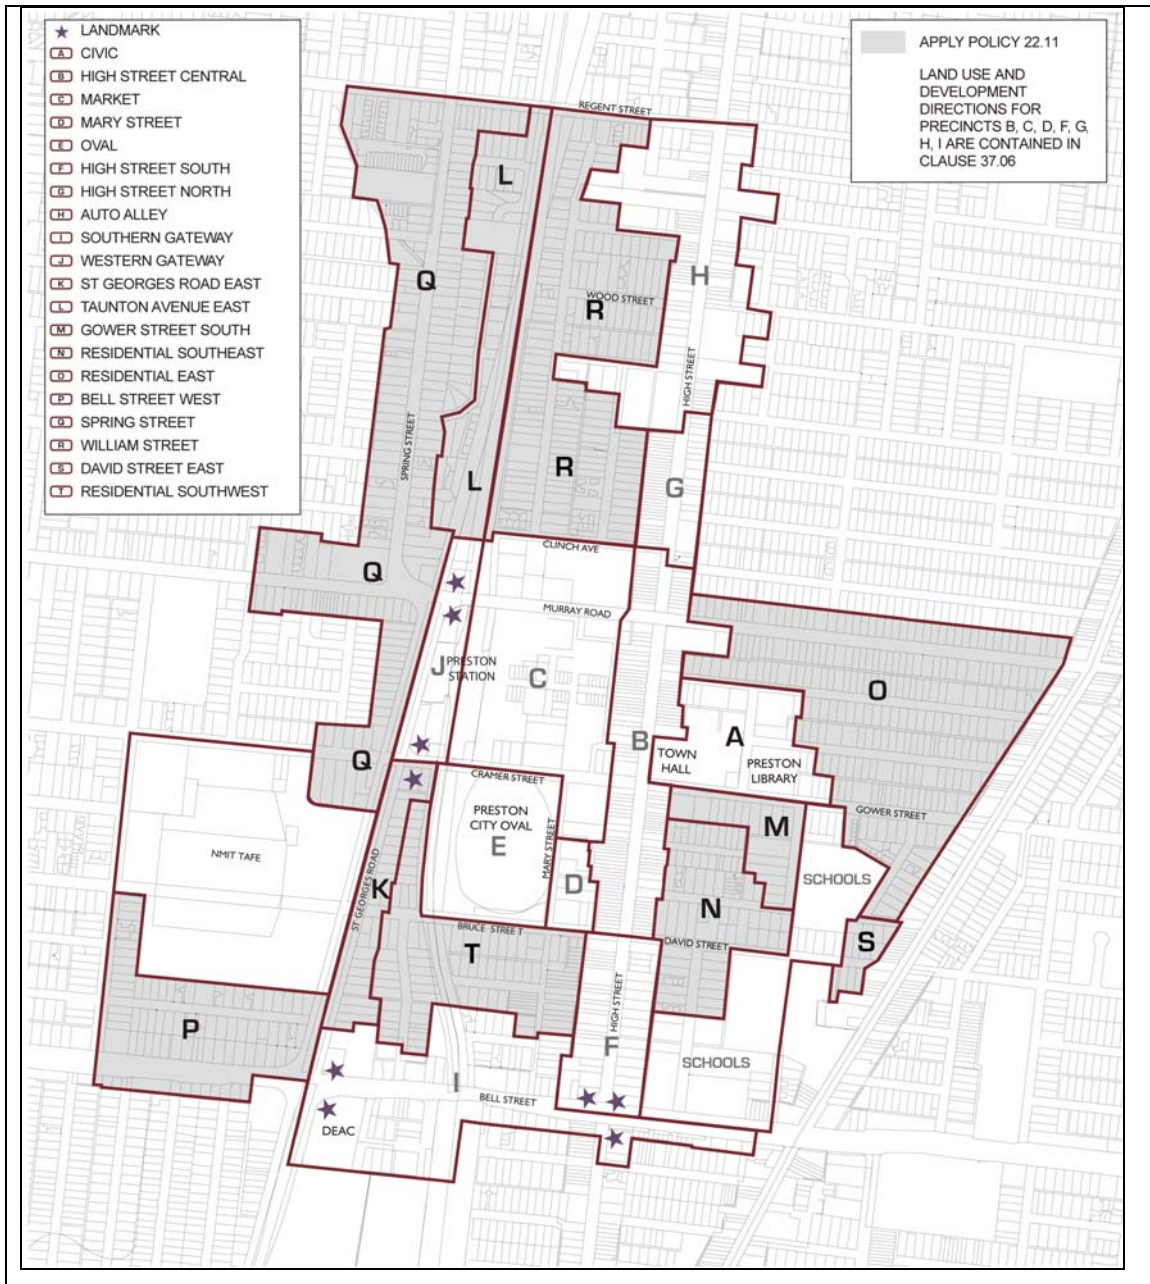 LANDMARK
A CIVIC
B HIGH STREET CENTRAL
C MARKET
D MARY STREET
E OVAL
F HIGH STREET SOUTH
G HIGH STREET NORTH
H AUTO ALLEY
I SOUTHERN GATEWAY
J WESTERN GATEWAY
K ST GEORGES ROAD EAST
L TAUNTON AVENUE EAST
M GOWER STREET SOUTH
N RESIDENTIAL SOUTHEAST
O RESIDENTIAL EAST
P BELL STREET WEST
Q SPRING STREET
R WILLIAM STREET
S DAVID STREET EAST
T RESIDENTIAL SOUTHWEST
APPLY POLICY 22.11
LAND USE AND
DEVELOPMENT
DIRECTIONS FOR
PRECINCTS B, C, D, F, G,
H, I ARE CONTAINED IN
CLAUSE 37.06
REGENT STREET
L
Q
H
WOOD STREET
R
HIGH STREET
SPRING STREET
R
L
G
CLINCH AVE
Q
MURRAY ROAD
J
PRESTON
STATION
C
O
B
A
TOWN
HALL
PRESTON
LIBRARY
Q
CRAMER STREET
PRESTON
CITY OVAL
E
MARY STREET
GOWER STREET
M
NMIT TAFE
ST GEORGES ROAD
K
D
SCHOOLS
N
BRUCE STREET
DAVID STREET
S
T
HIGH STREET
P
F
SCHOOLS
I
BELL STREET
DEAC